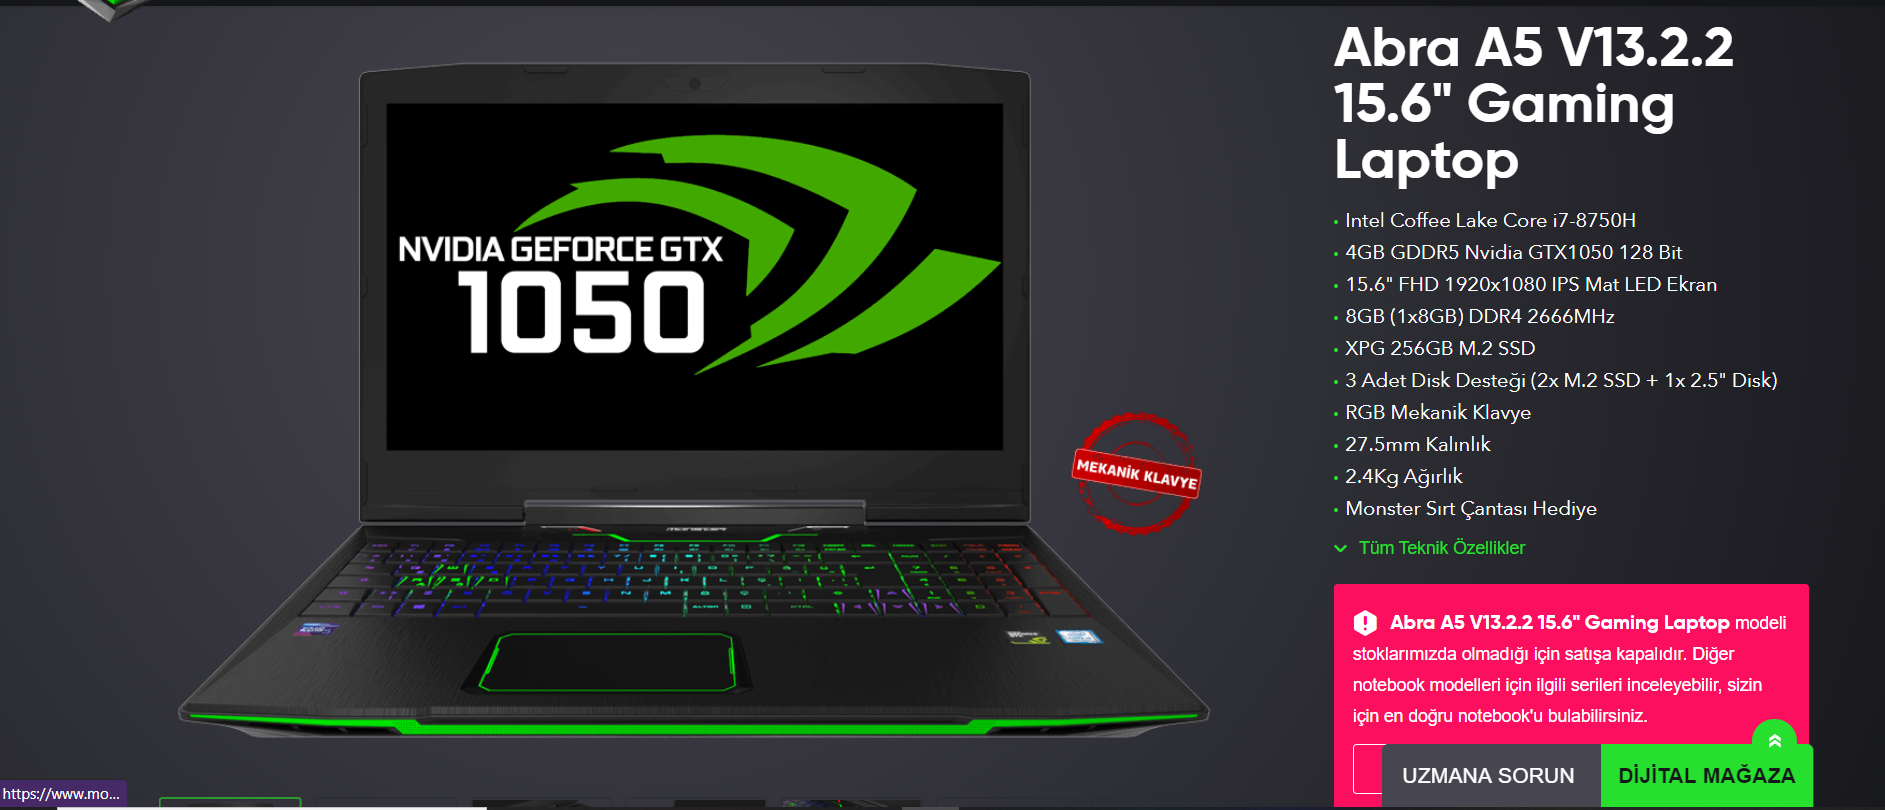 Abra A5 V13.2.2
15.6" Gaming
Laptop
NVIDIA GEFORCE GTX
1050
MEKANİK KLAVYE
MONSTER
• Intel Coffee Lake Core i7-8750H
• 4GB GDDR5 Nvidia GTX1050 128 Bit
• 15.6" FHD 1920x1080 IPS Mat LED Ekran
• 8GB (1x8GB) DDR4 2666MHz
• XPG 256GB M.2 SSD
• 3 Adet Disk Desteği (2x M.2 SSD + 1x 2.5" Disk)
• RGB Mekanik Klavye
• 27.5mm Kalınlık
• 2.4Kg Ağırlık
• Monster Sırt Çantası Hediye
Tüm Teknik Özellikler
Abra A5 V13.2.2 15.6" Gaming Laptop modeli
stoklarımızda olmadığı için satışa kapalıdır. Diğer
notebook modelleri için ilgili serileri inceleyebilir, sizin
için en doğru notebook'u bulabilirsiniz.
UZMANA SORUN
DİJİTAL MAĞAZA
https://www.mo...